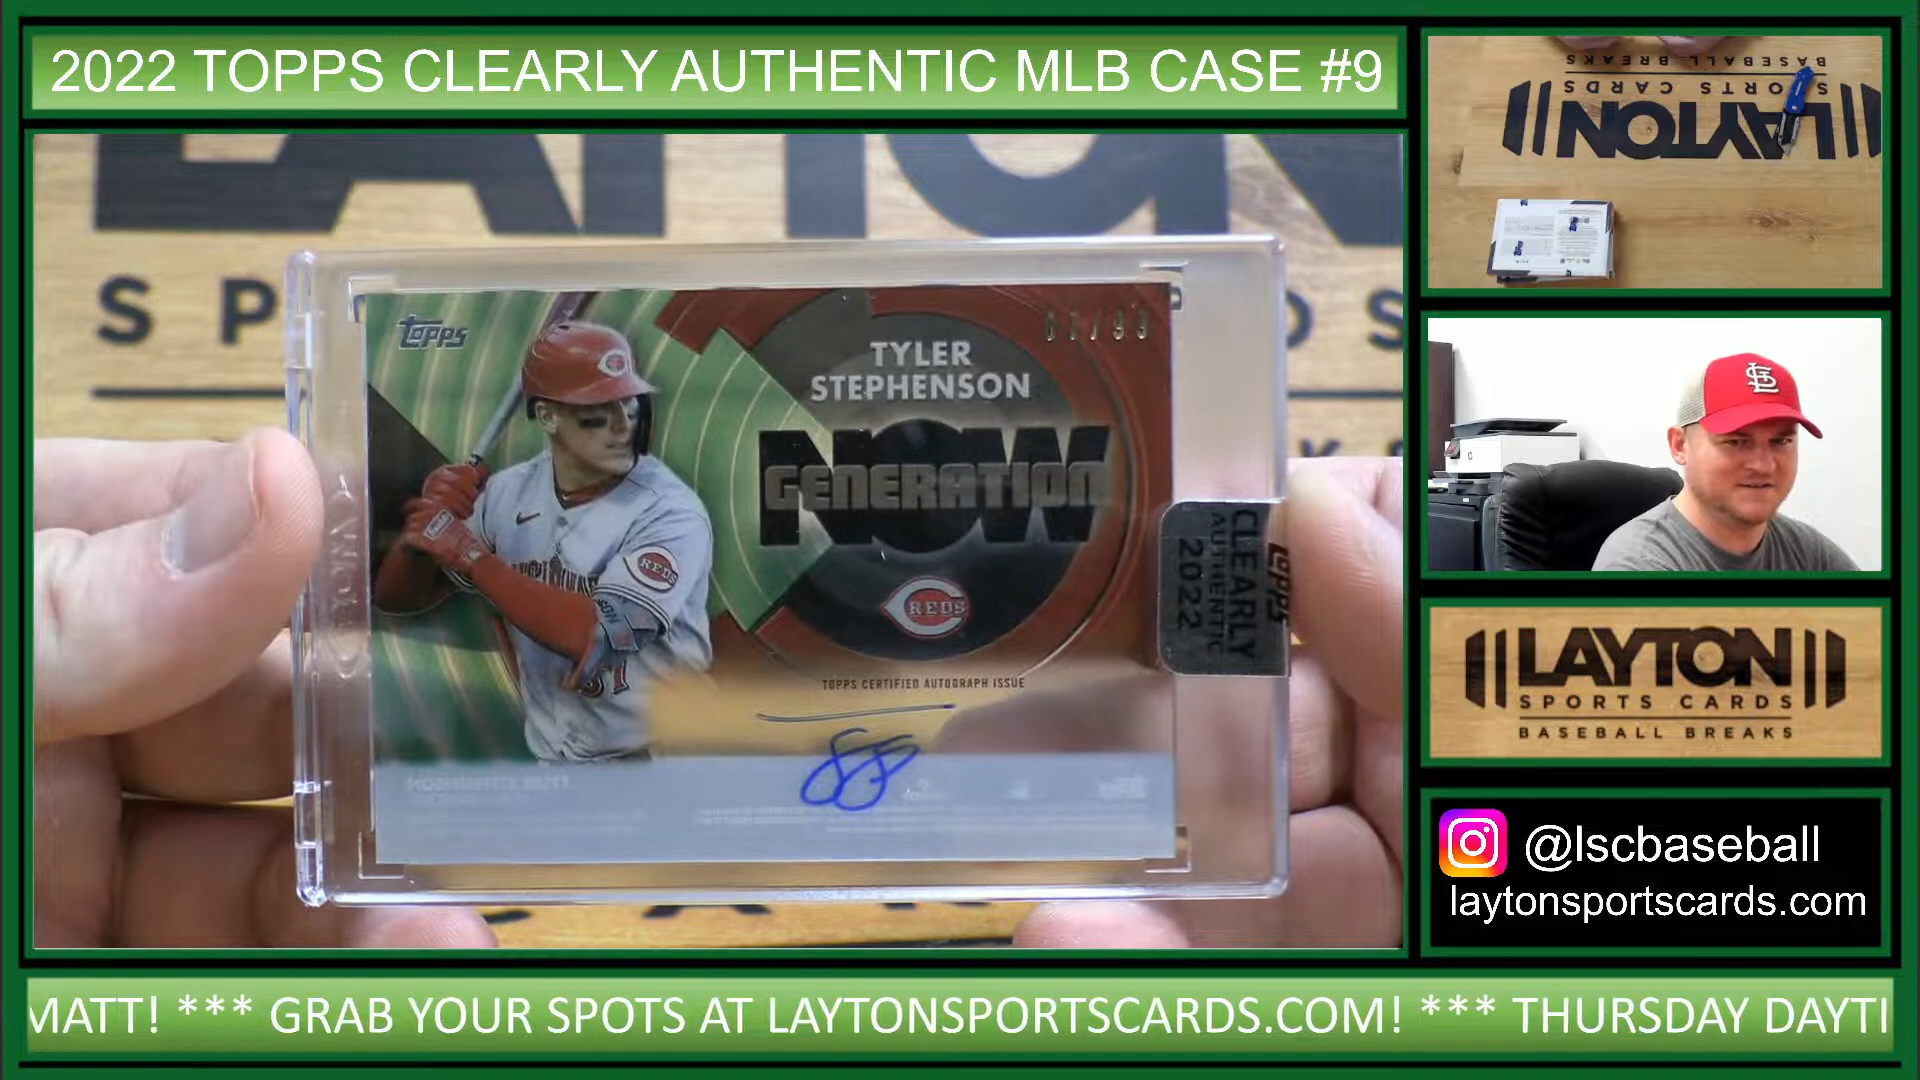 2022 TOPPS CLEARLY AUTHENTIC MLB CASE #9
LAYTON
SPORTS CARDS
BASEBALL BREAKS
Topps
TYLER
STEPHENSON
NOW
GENERATION
REDS
REDS
TOPPS CERTIFIED AUTOGRAPH ISSUE
Topps
CLEARLY
AUTHENTIC
2022
LAYTON
SPORTS CARDS
BASEBALL BREAKS
@lscbaseball
laytonsportscards.com
MATT! *** GRAB YOUR SPOTS AT LAYTONSPORTSCARDS.COM! *** THURSDAY DAYTI